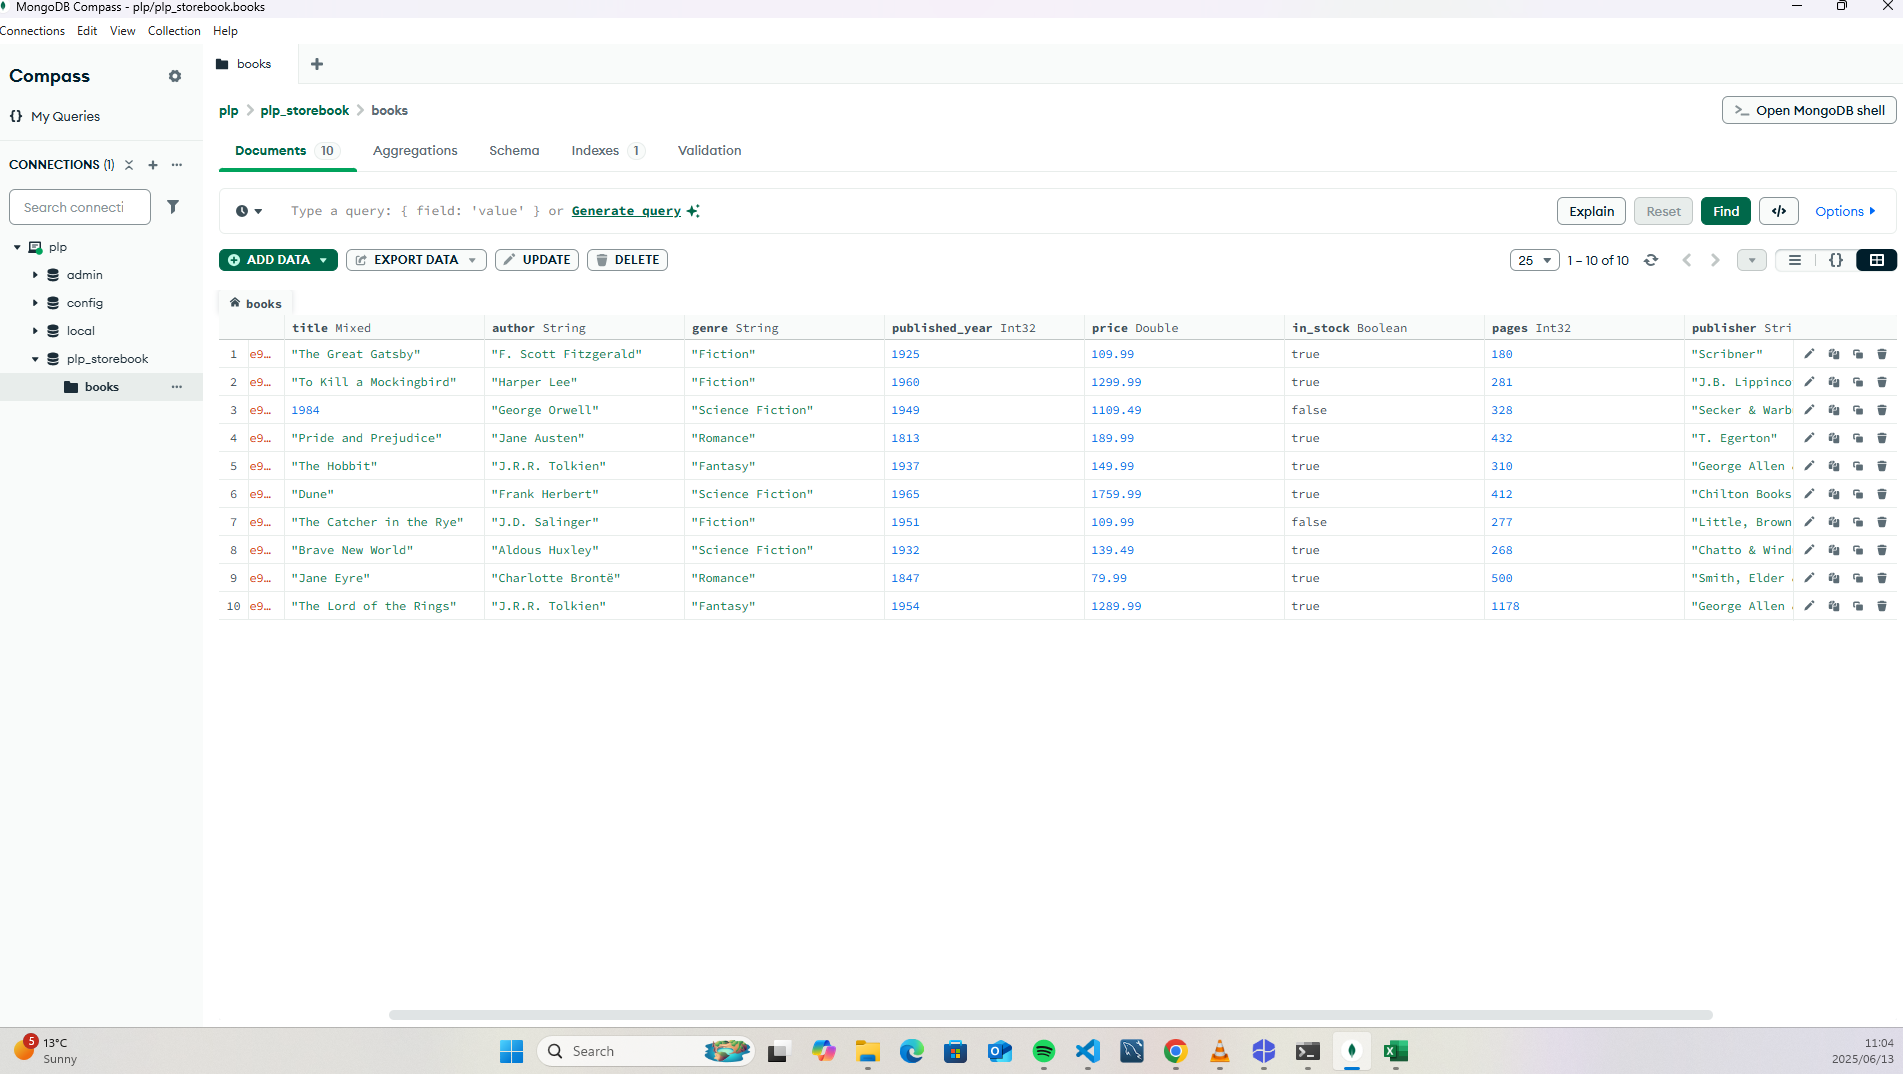 MongoDB Compass - plp/plp_storebook.books
Connections Edit View Collection Help
Compass
My Queries
CONNECTIONS (1)
Search connecti
plp
admin
config
local
plp_storebook
books
books
plp > plp_storebook > books
>_ Open MongoDB shell
Documents 10 Aggregations Schema Indexes 1 Validation
Type a query: { field: 'value' } or Generate query
Explain Reset Find </> Options
ADD DATA EXPORT DATA UPDATE DELETE
25 1 – 10 of 10 {}
books
title Mixed author String genre String published_year Int32 price Double in_stock Boolean pages Int32 publisher Stri
1 e9… "The Great Gatsby" "F. Scott Fitzgerald" "Fiction" 1925 109.99 true 180 "Scribner"
2 e9… "To Kill a Mockingbird" "Harper Lee" "Fiction" 1960 1299.99 true 281 "J.B. Lippinco
3 e9… 1984 "George Orwell" "Science Fiction" 1949 1109.49 false 328 "Secker & Warb
4 e9… "Pride and Prejudice" "Jane Austen" "Romance" 1813 189.99 true 432 "T. Egerton"
5 e9… "The Hobbit" "J.R.R. Tolkien" "Fantasy" 1937 149.99 true 310 "George Allen
6 e9… "Dune" "Frank Herbert" "Science Fiction" 1965 1759.99 true 412 "Chilton Books
7 e9… "The Catcher in the Rye" "J.D. Salinger" "Fiction" 1951 109.99 false 277 "Little, Brown
8 e9… "Brave New World" "Aldous Huxley" "Science Fiction" 1932 139.49 true 268 "Chatto & Wind
9 e9… "Jane Eyre" "Charlotte Brontë" "Romance" 1847 79.99 true 500 "Smith, Elder
10 e9… "The Lord of the Rings" "J.R.R. Tolkien" "Fantasy" 1954 1289.99 true 1178 "George Allen
5
13°C
Sunny
Search
11:04
2025/06/13